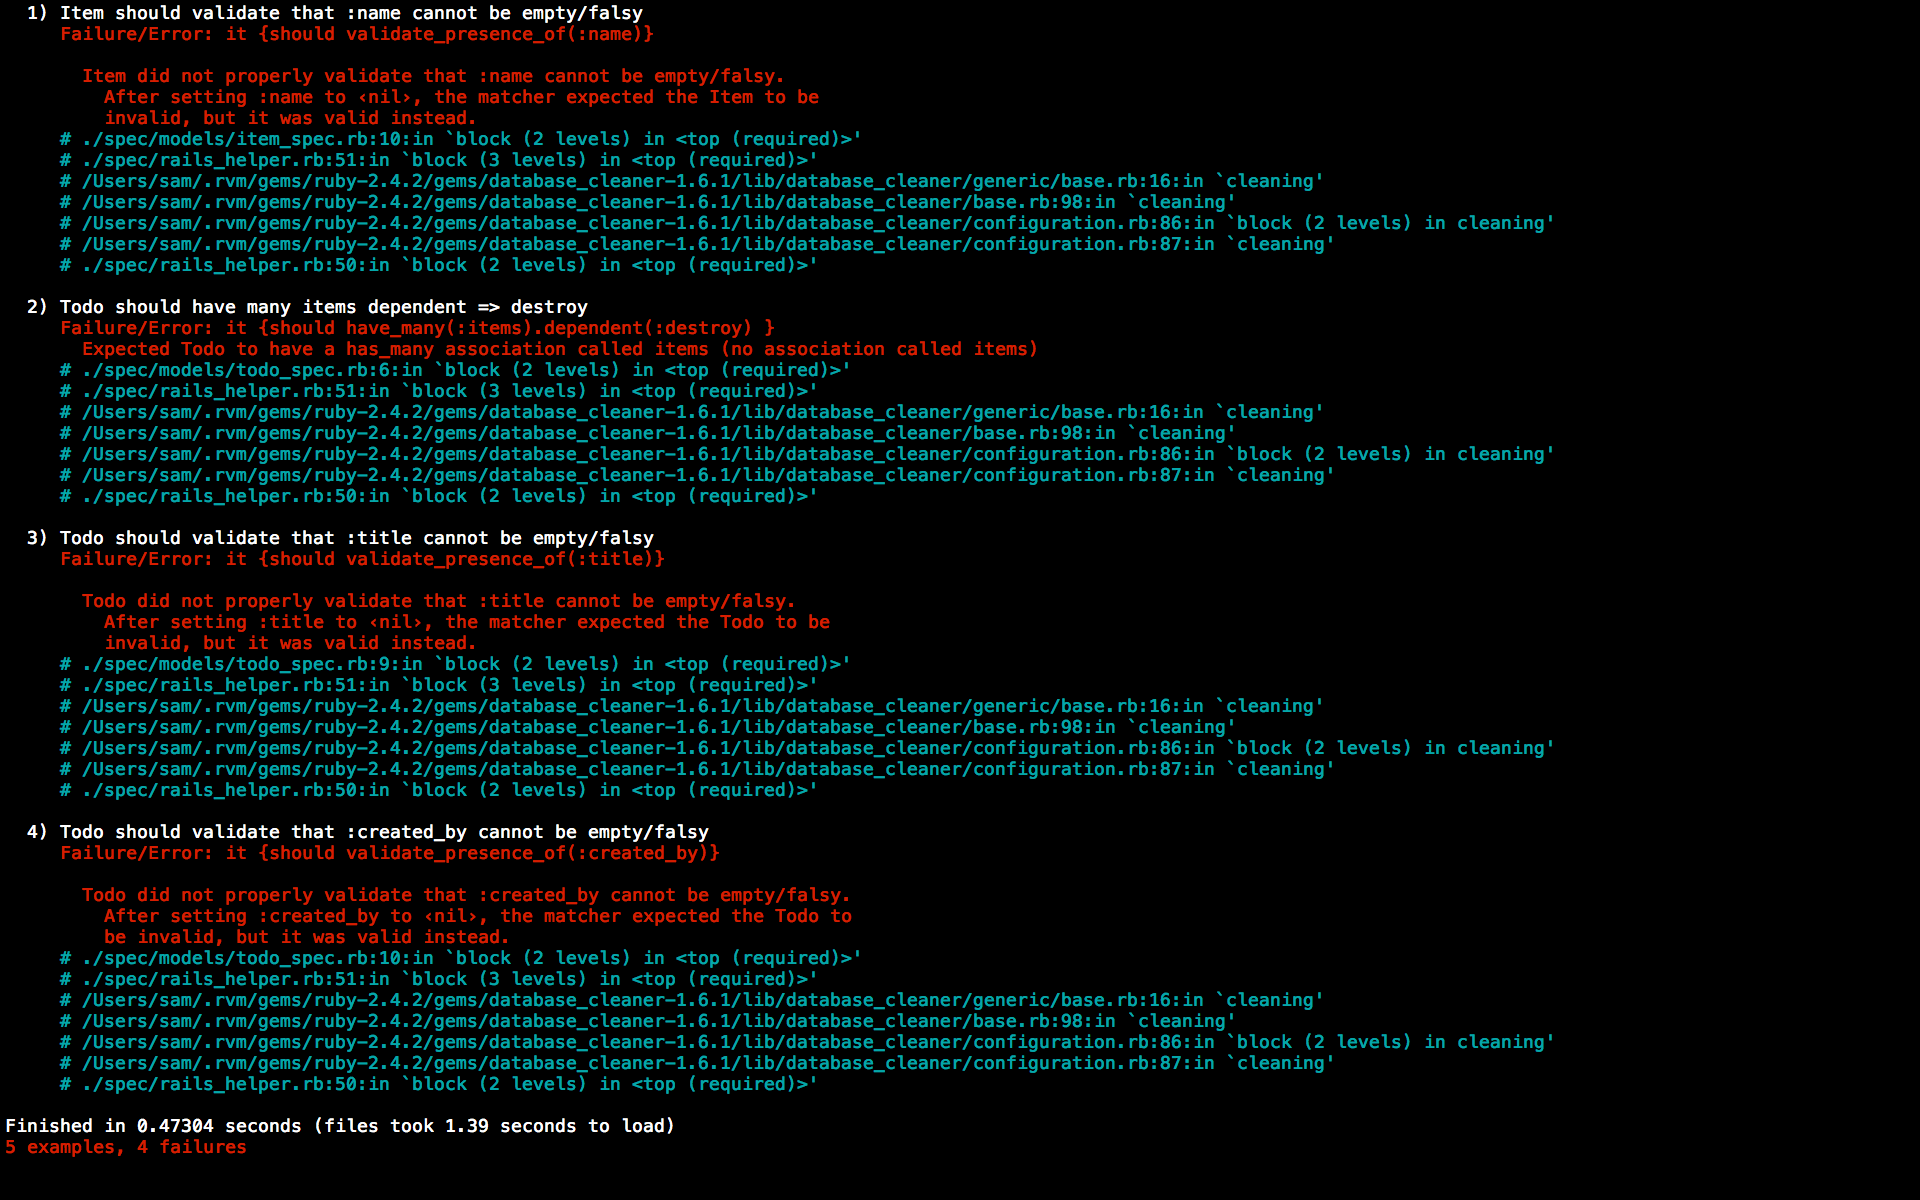 1) Item should validate that :name cannot be empty/falsy
Failure/Error: it {should validate_presence_of(:name)}
Item did not properly validate that :name cannot be empty/falsy.
After setting :name to ‹nil›, the matcher expected the Item to be
invalid, but it was valid instead.
# ./spec/models/item_spec.rb:10:in `block (2 levels) in <top (required)>'
# ./spec/rails_helper.rb:51:in `block (3 levels) in <top (required)>'
# /Users/sam/.rvm/gems/ruby-2.4.2/gems/database_cleaner-1.6.1/lib/database_cleaner/generic/base.rb:16:in `cleaning'
# /Users/sam/.rvm/gems/ruby-2.4.2/gems/database_cleaner-1.6.1/lib/database_cleaner/base.rb:98:in `cleaning'
# /Users/sam/.rvm/gems/ruby-2.4.2/gems/database_cleaner-1.6.1/lib/database_cleaner/configuration.rb:86:in `block (2 levels) in cleaning'
# /Users/sam/.rvm/gems/ruby-2.4.2/gems/database_cleaner-1.6.1/lib/database_cleaner/configuration.rb:87:in `cleaning'
# ./spec/rails_helper.rb:50:in `block (2 levels) in <top (required)>'
2) Todo should have many items dependent => destroy
Failure/Error: it {should have_many(:items).dependent(:destroy) }
Expected Todo to have a has_many association called items (no association called items)
# ./spec/models/todo_spec.rb:6:in `block (2 levels) in <top (required)>'
# ./spec/rails_helper.rb:51:in `block (3 levels) in <top (required)>'
# /Users/sam/.rvm/gems/ruby-2.4.2/gems/database_cleaner-1.6.1/lib/database_cleaner/generic/base.rb:16:in `cleaning'
# /Users/sam/.rvm/gems/ruby-2.4.2/gems/database_cleaner-1.6.1/lib/database_cleaner/base.rb:98:in `cleaning'
# /Users/sam/.rvm/gems/ruby-2.4.2/gems/database_cleaner-1.6.1/lib/database_cleaner/configuration.rb:86:in `block (2 levels) in cleaning'
# /Users/sam/.rvm/gems/ruby-2.4.2/gems/database_cleaner-1.6.1/lib/database_cleaner/configuration.rb:87:in `cleaning'
# ./spec/rails_helper.rb:50:in `block (2 levels) in <top (required)>'
3) Todo should validate that :title cannot be empty/falsy
Failure/Error: it {should validate_presence_of(:title)}
Todo did not properly validate that :title cannot be empty/falsy.
After setting :title to ‹nil›, the matcher expected the Todo to be
invalid, but it was valid instead.
# ./spec/models/todo_spec.rb:9:in `block (2 levels) in <top (required)>'
# ./spec/rails_helper.rb:51:in `block (3 levels) in <top (required)>'
# /Users/sam/.rvm/gems/ruby-2.4.2/gems/database_cleaner-1.6.1/lib/database_cleaner/generic/base.rb:16:in `cleaning'
# /Users/sam/.rvm/gems/ruby-2.4.2/gems/database_cleaner-1.6.1/lib/database_cleaner/base.rb:98:in `cleaning'
# /Users/sam/.rvm/gems/ruby-2.4.2/gems/database_cleaner-1.6.1/lib/database_cleaner/configuration.rb:86:in `block (2 levels) in cleaning'
# /Users/sam/.rvm/gems/ruby-2.4.2/gems/database_cleaner-1.6.1/lib/database_cleaner/configuration.rb:87:in `cleaning'
# ./spec/rails_helper.rb:50:in `block (2 levels) in <top (required)>'
4) Todo should validate that :created_by cannot be empty/falsy
Failure/Error: it {should validate_presence_of(:created_by)}
Todo did not properly validate that :created_by cannot be empty/falsy.
After setting :created_by to ‹nil›, the matcher expected the Todo to
be invalid, but it was valid instead.
# ./spec/models/todo_spec.rb:10:in `block (2 levels) in <top (required)>'
# ./spec/rails_helper.rb:51:in `block (3 levels) in <top (required)>'
# /Users/sam/.rvm/gems/ruby-2.4.2/gems/database_cleaner-1.6.1/lib/database_cleaner/generic/base.rb:16:in `cleaning'
# /Users/sam/.rvm/gems/ruby-2.4.2/gems/database_cleaner-1.6.1/lib/database_cleaner/base.rb:98:in `cleaning'
# /Users/sam/.rvm/gems/ruby-2.4.2/gems/database_cleaner-1.6.1/lib/database_cleaner/configuration.rb:86:in `block (2 levels) in cleaning'
# /Users/sam/.rvm/gems/ruby-2.4.2/gems/database_cleaner-1.6.1/lib/database_cleaner/configuration.rb:87:in `cleaning'
# ./spec/rails_helper.rb:50:in `block (2 levels) in <top (required)>'
Finished in 0.47304 seconds (files took 1.39 seconds to load)
5 examples, 4 failures